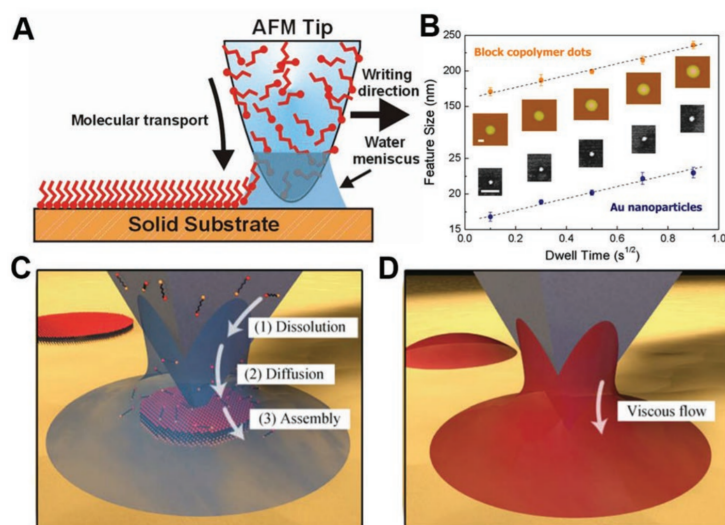 A
AFM Tip
Writing
direction
Molecular transport
Water
meniscus
Solid Substrate
B
Feature Size (nm)
250
200
150
25
20
15
Block copolymer dots
Au nanoparticles
0.0 0.2 0.4 0.6 0.8 1.0
Dwell Time (s1/2)
C
(1) Dissolution
(2) Diffusion
(3) Assembly
D
Viscous flow